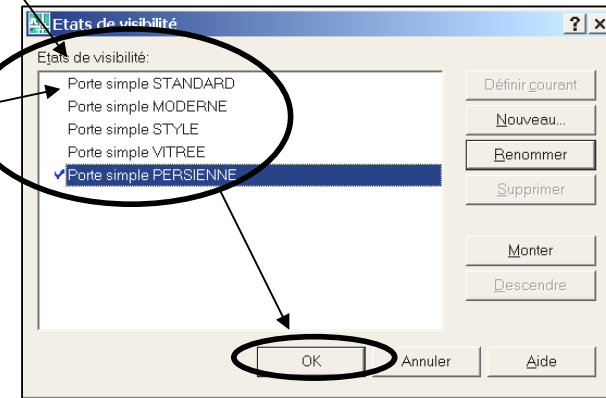 Etats de visibilité
Etats de visibilité:
Porte simple STANDARD
Porte simple MODERNE
Porte simple STYLE
Porte simple VITREE
Porte simple PERSIENNE
Définir courant
Nouveau...
Renommer
Supprimer
Monter
Descendre
OK
Annuler
Aide